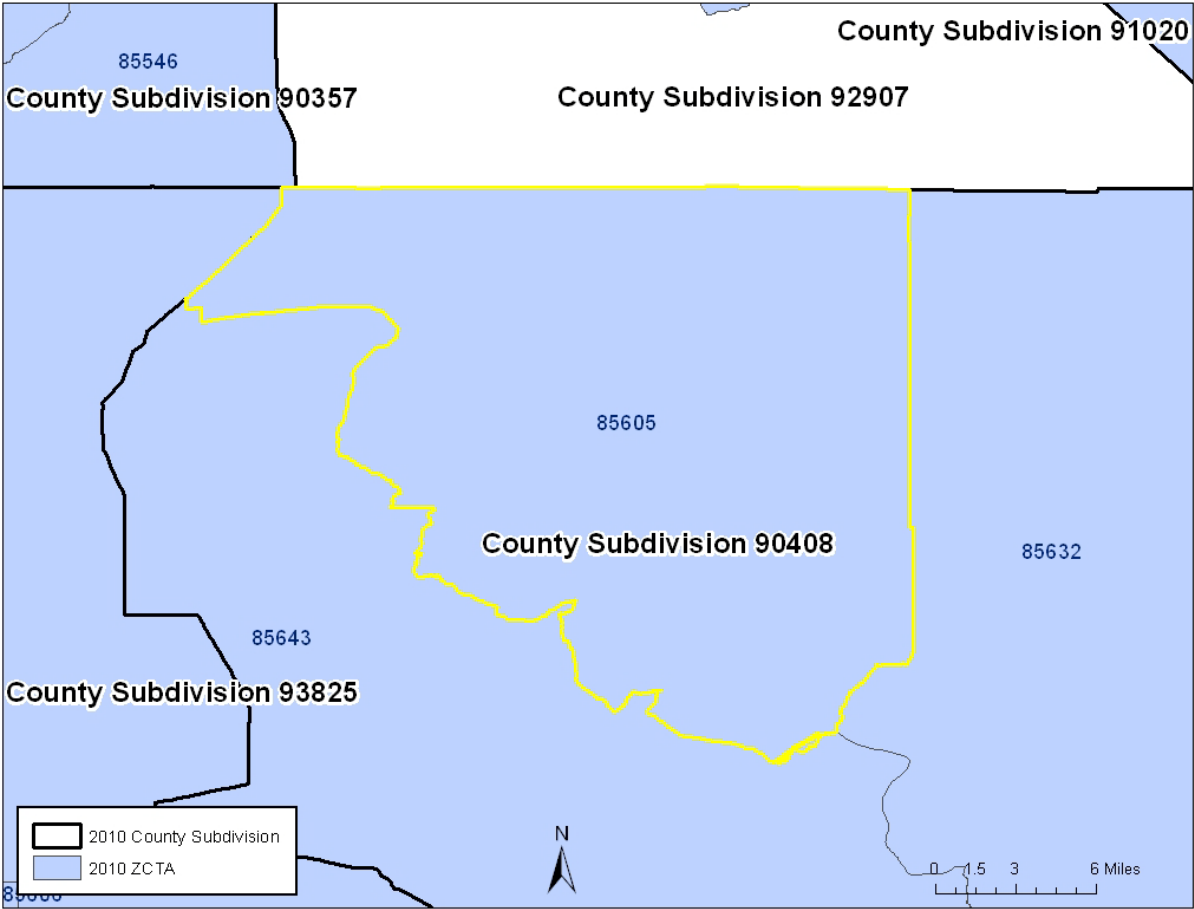 County Subdivision 91020
85546
County Subdivision 90357
County Subdivision 92907
85605
County Subdivision 90408
85632
85643
County Subdivision 93825
2010 County Subdivision
2010 ZCTA
N
0 1.5 3 6 Miles